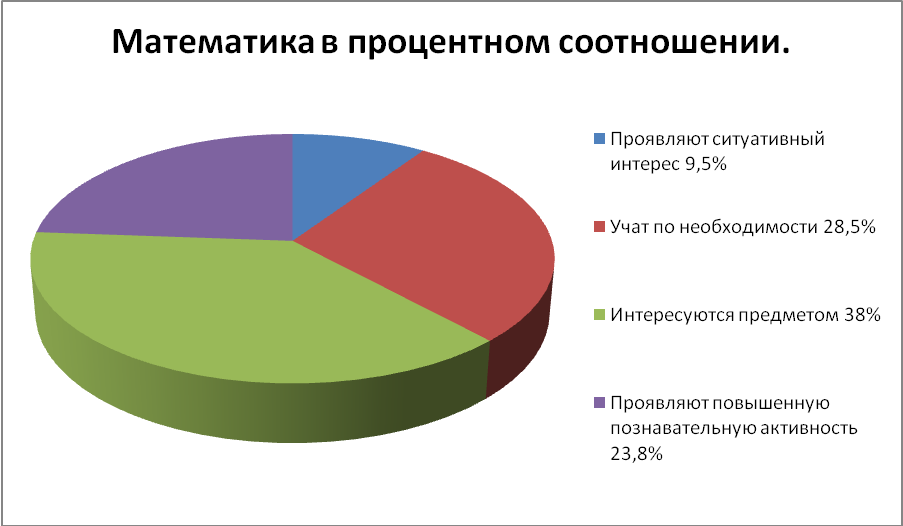 Математика в процентном соотношении.
Проявляют ситуативный
интерес 9,5%
Учат по необходимости 28,5%
Интересуются предметом 38%
Проявляют повышенную
познавательную активность
23,8%